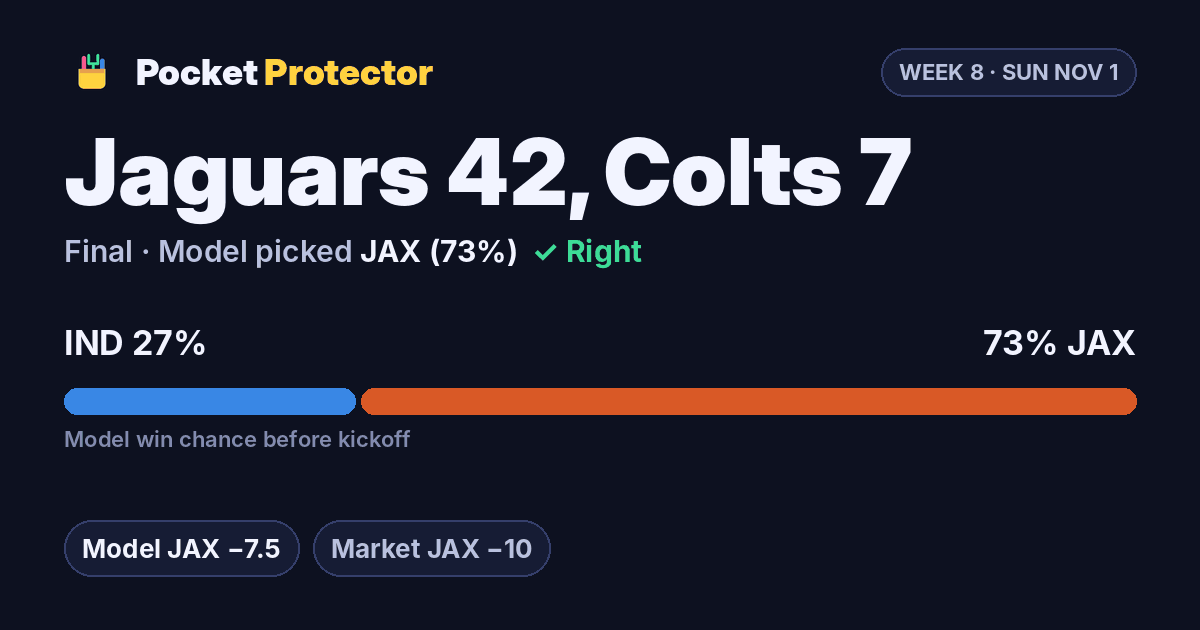 Pocket Protector
WEEK 8 · SUN NOV 1
Jaguars 42, Colts 7
Final · Model picked JAX (73%) ✓ Right
IND 27%
73% JAX
Model win chance before kickoff
Model JAX −7.5
Market JAX −10